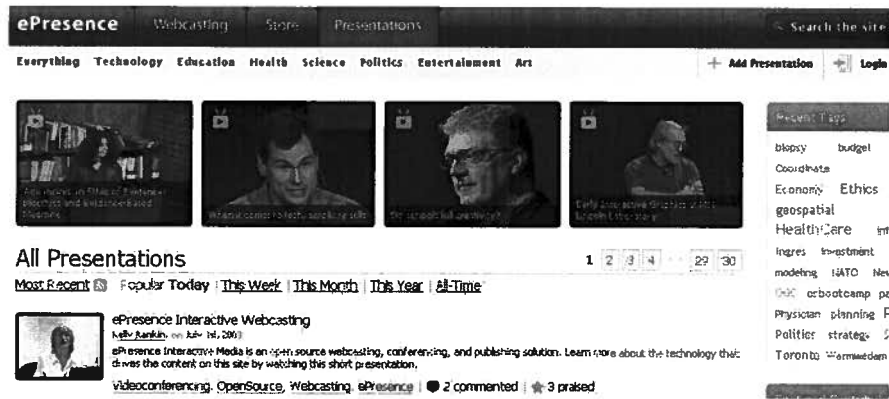 ePresence Webcasting Store Presentations Search the site
Everything Technology Education Health Science Politics Entertainment Art Add Presentation Login
Recent Tags
biopsy budget
Coordinate
Economy Ethics
geospatial
HealthCare
Ingres Investment
modeling NATO
orbootcamp
Physician planning
Politics strategy
Toronto
Do schools kill creativity?
All Presentations 1 2 3 4 29 30
Most Recent Popular Today | This Week | This Month | This Year | All-Time
ePresence Interactive Webcasting
Kelly Rankin, on July 1st,
ePresence Interactive Media is an open source webcasting, conferencing, and publishing solution. Learn more about the technology that
drives the content on this site by watching this short presentation.
Videoconferencing, OpenSource, Webcasting, ePresence | 2 commented | 3 praised